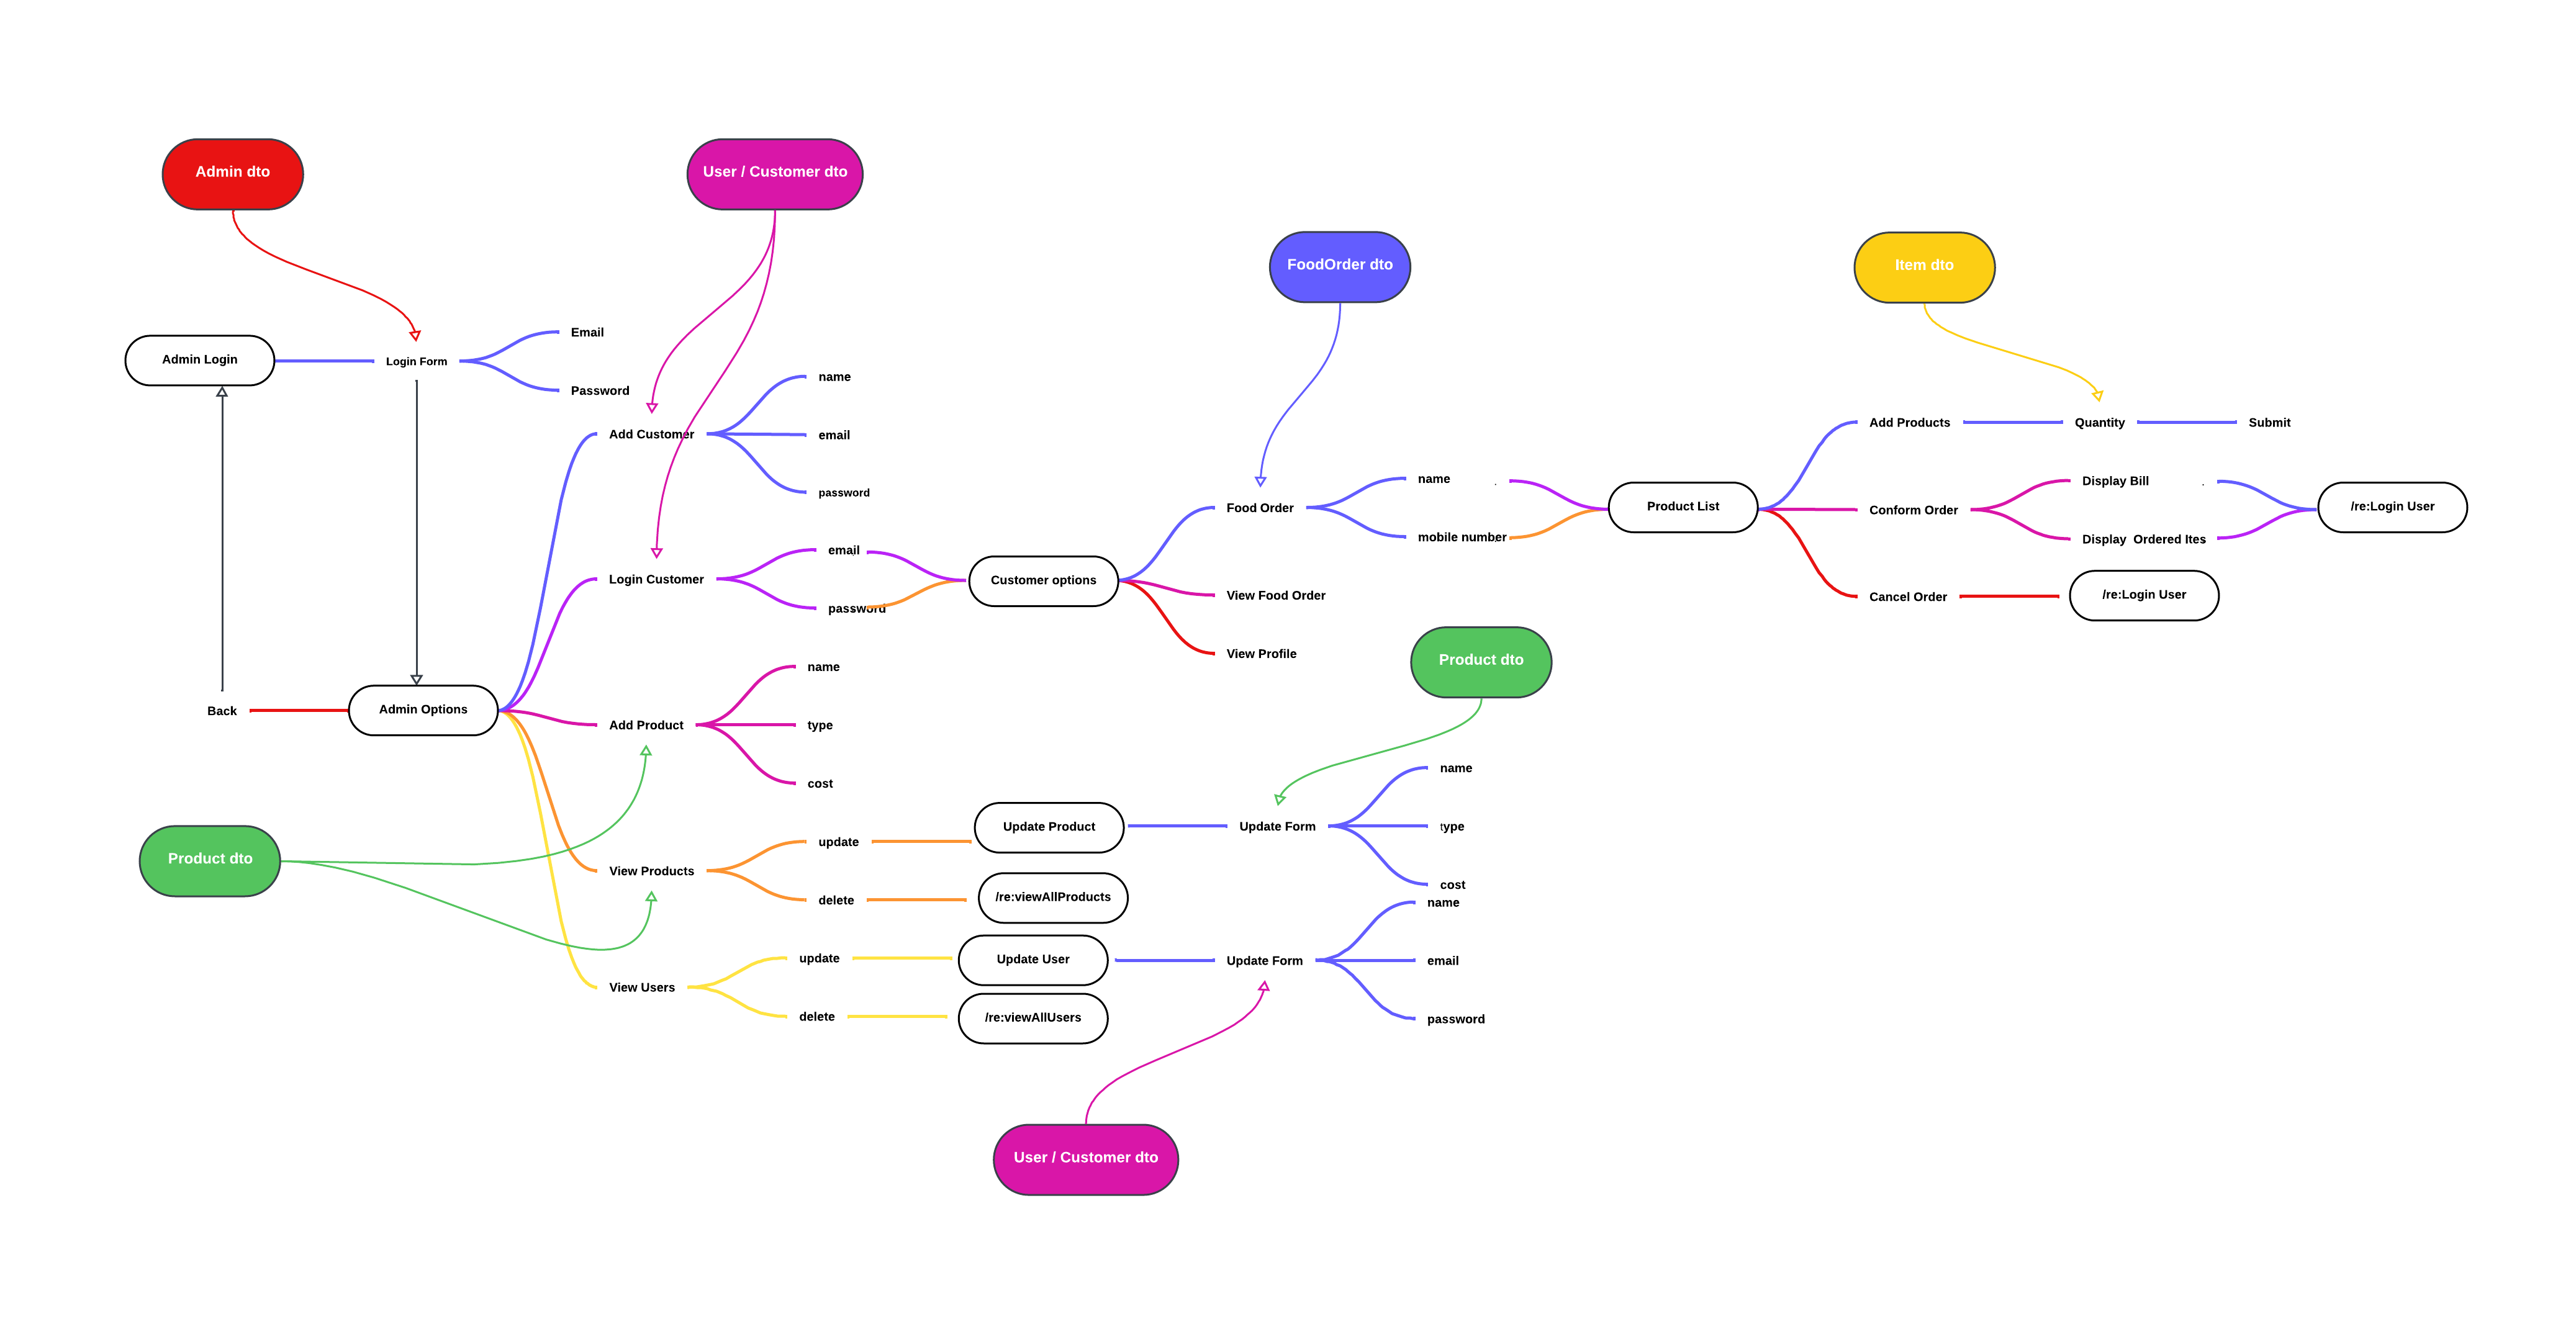 Admin dto
User / Customer dto
FoodOrder dto
Item dto
Admin Login
Login Form
Email
Password
Add Customer
name
email
password
Login Customer
email
password
Customer options
Food Order
name
mobile number
View Food Order
View Profile
Product List
Add Products
Quantity
Submit
Conform Order
Display Bill
Display Ordered Ites
/re:Login User
Cancel Order
/re:Login User
Back
Admin Options
Add Product
name
type
cost
Product dto
Product dto
View Products
update
delete
Update Product
/re:viewAllProducts
Update Form
name
type
cost
View Users
update
delete
Update User
/re:viewAllUsers
Update Form
name
email
password
User / Customer dto